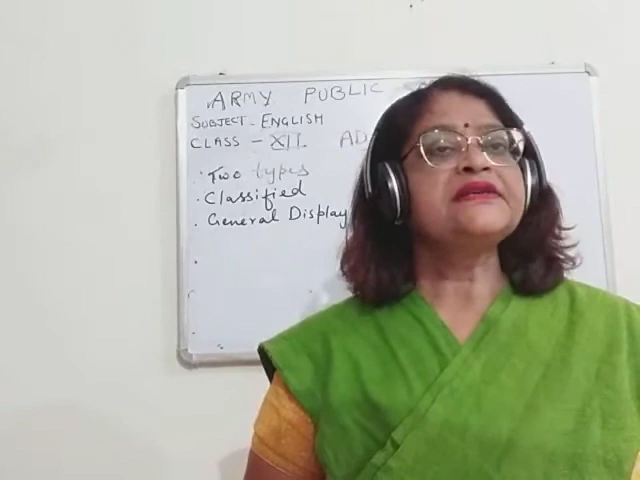 ARMY PUBLIC
SUBJECT - ENGLISH
CLASS - XII. AD
. Two types
. Classified
. General Display